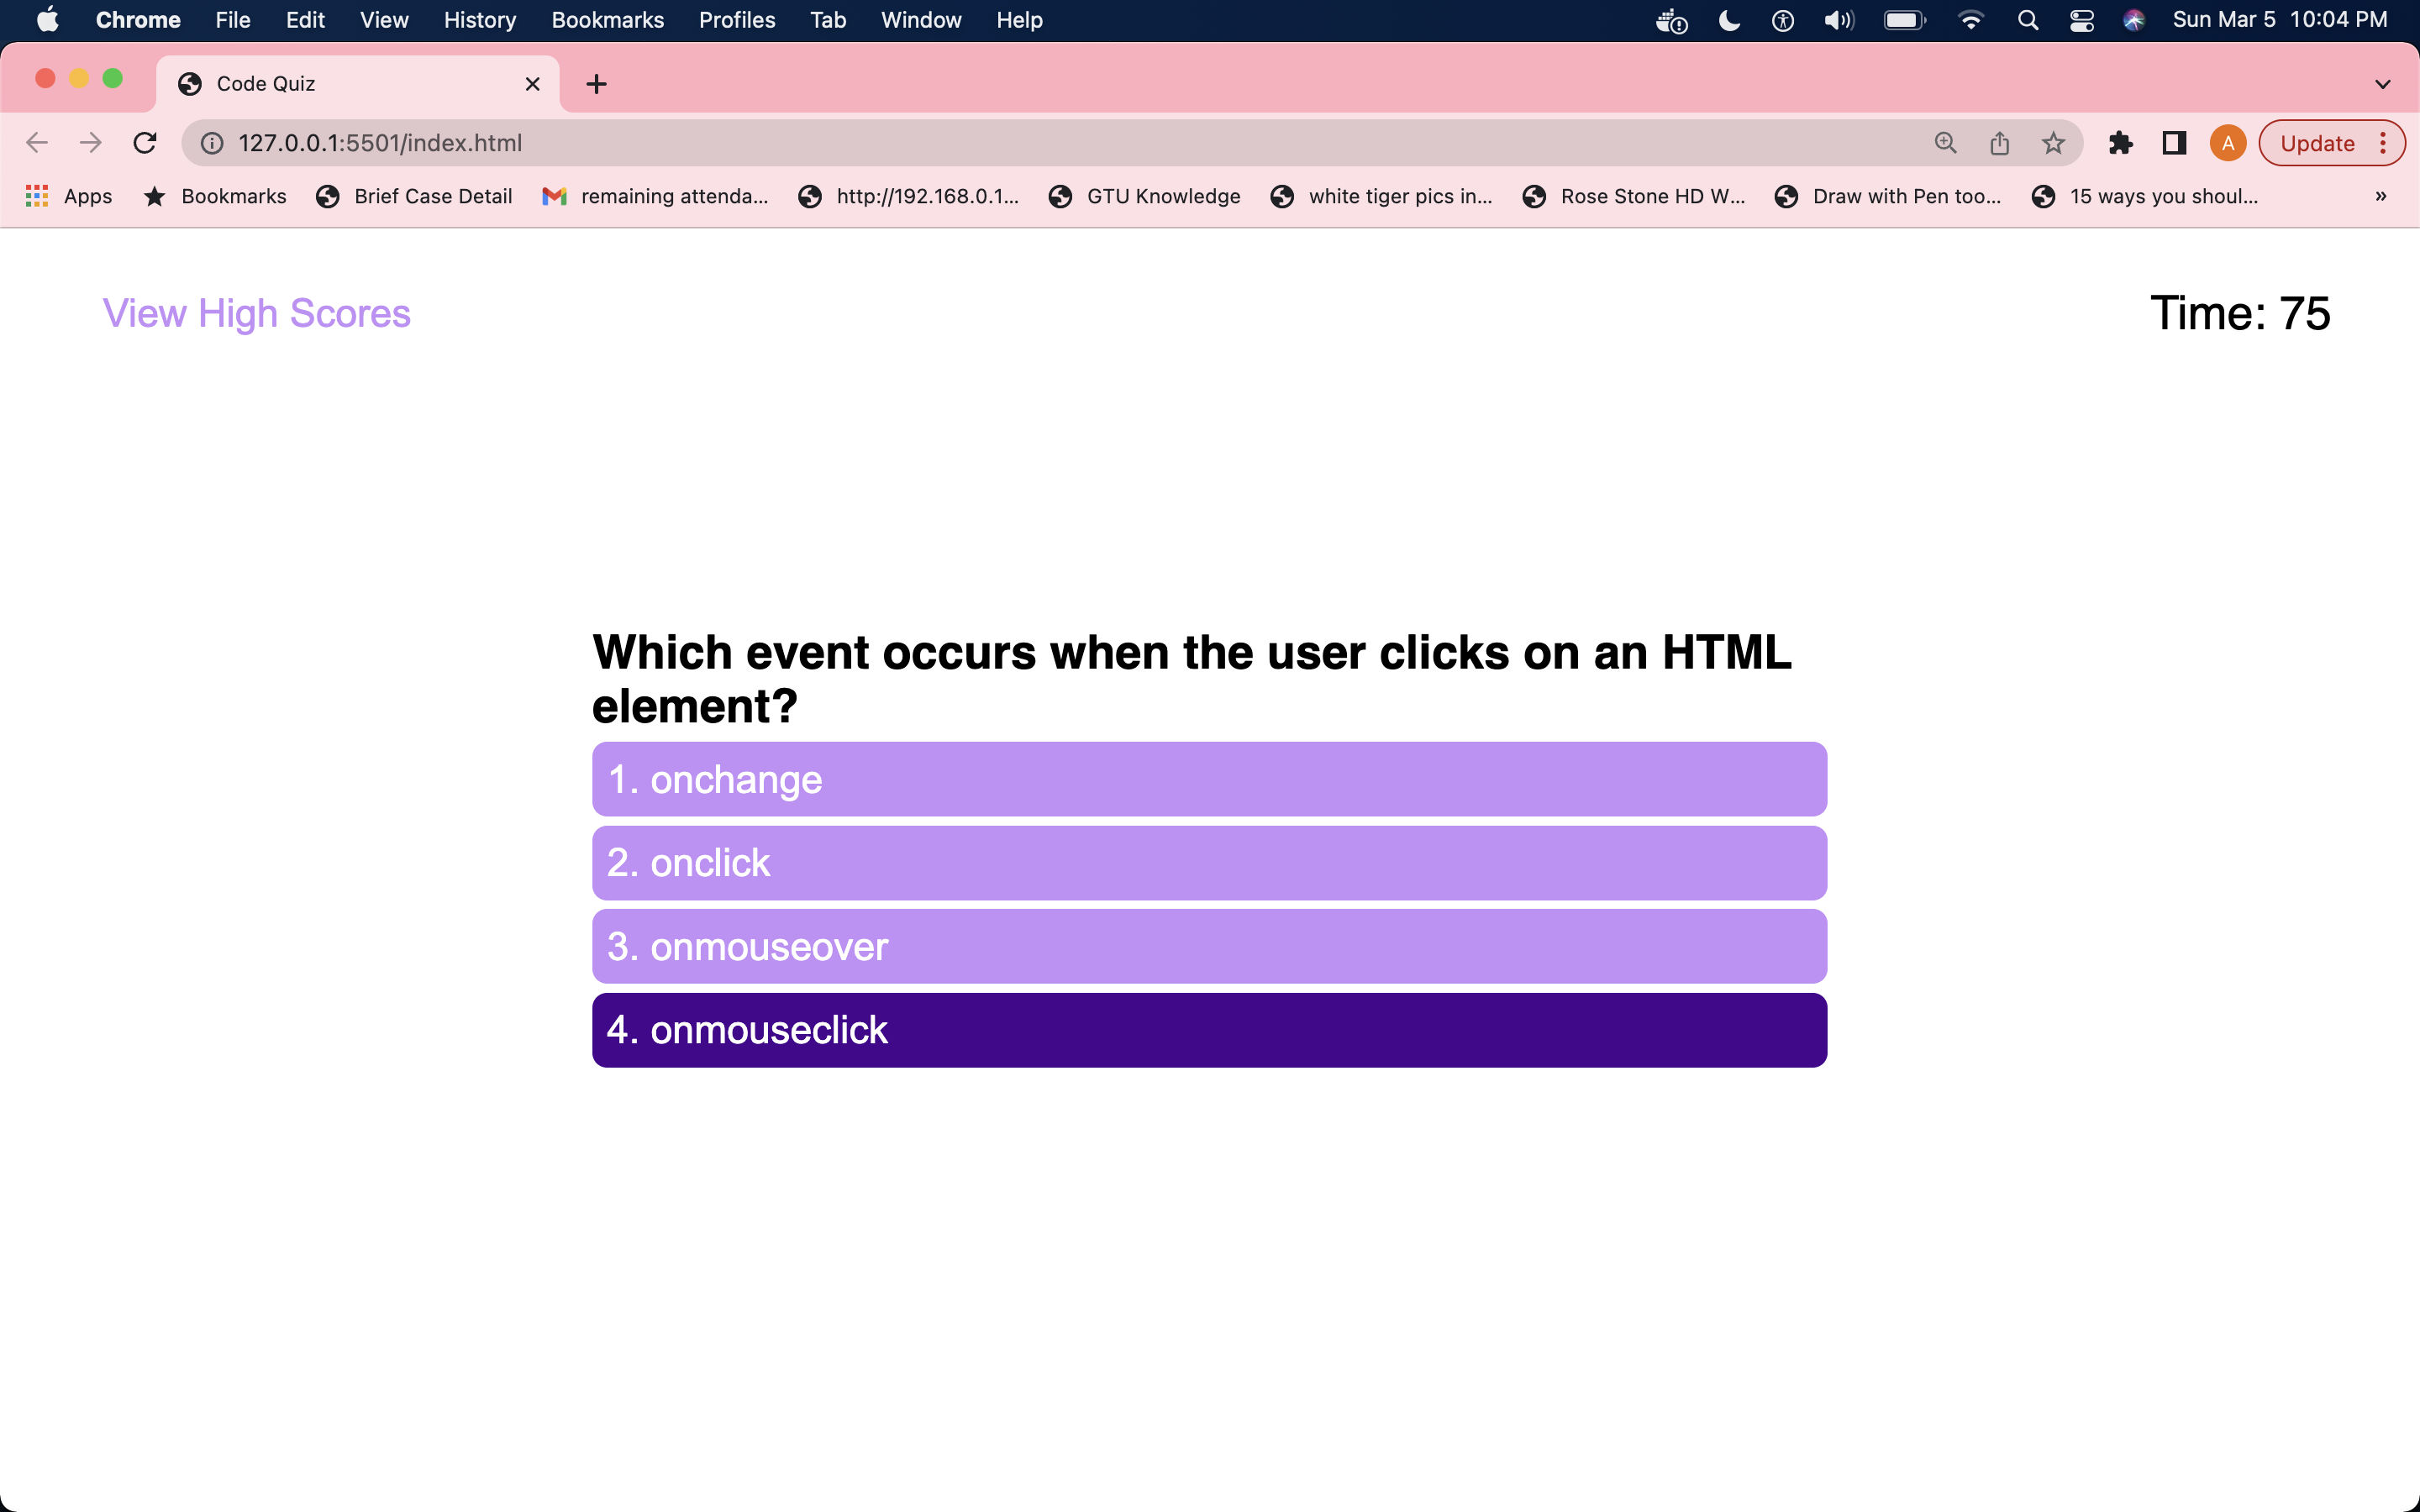 Chrome File Edit View History Bookmarks Profiles Tab Window Help Sun Mar 5 10:04 PM
Code Quiz
127.0.0.1:5501/index.html A Update
Apps Bookmarks Brief Case Detail remaining attenda... http://192.168.0.1... GTU Knowledge white tiger pics in... Rose Stone HD W... Draw with Pen too... 15 ways you shoul... »
View High Scores Time: 75
Which event occurs when the user clicks on an HTML
element?
1. onchange
2. onclick
3. onmouseover
4. onmouseclick